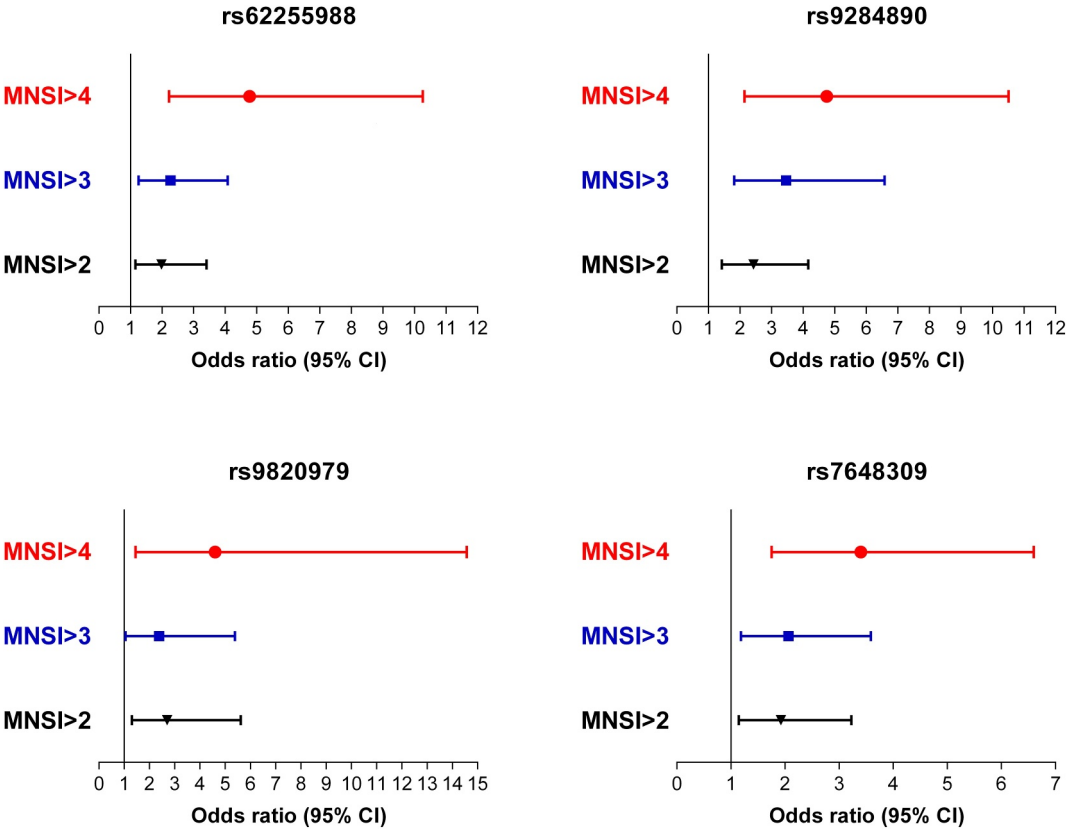 rs62255988
MNSI>4
MNSI>3
MNSI>2
0 1 2 3 4 5 6 7 8 9 10 11 12
Odds ratio (95% CI)
rs9284890
MNSI>4
MNSI>3
MNSI>2
0 1 2 3 4 5 6 7 8 9 10 11 12
Odds ratio (95% CI)
rs9820979
MNSI>4
MNSI>3
MNSI>2
0 1 2 3 4 5 6 7 8 9 10 11 12 13 14 15
Odds ratio (95% CI)
rs7648309
MNSI>4
MNSI>3
MNSI>2
0 1 2 3 4 5 6 7
Odds ratio (95% CI)